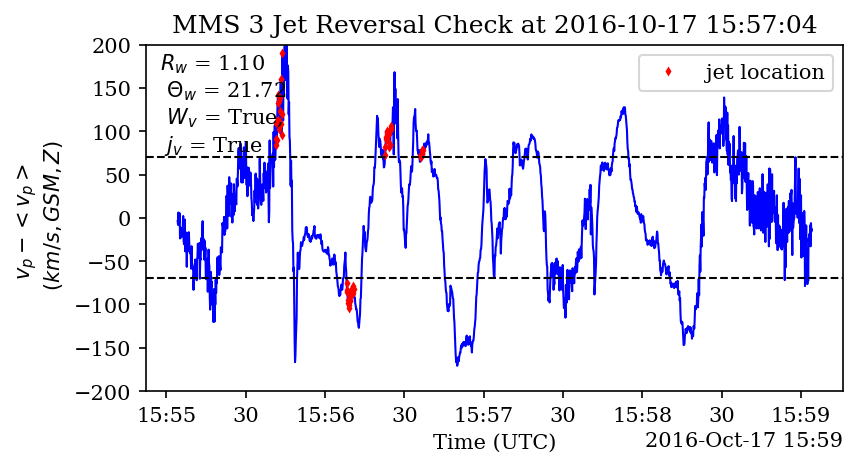 MMS 3 Jet Reversal Check at 2016-10-17 15:57:04
R_w = 1.10
Θ_w = 21.72
W_v = True
j_v = True
jet location
v_p − < v_p >
(km/s, GSM, Z)
200
150
100
50
0
−50
−100
−150
−200
15:55 30 15:56 30 15:57 30 15:58 30 15:59
Time (UTC)
2016-Oct-17 15:59